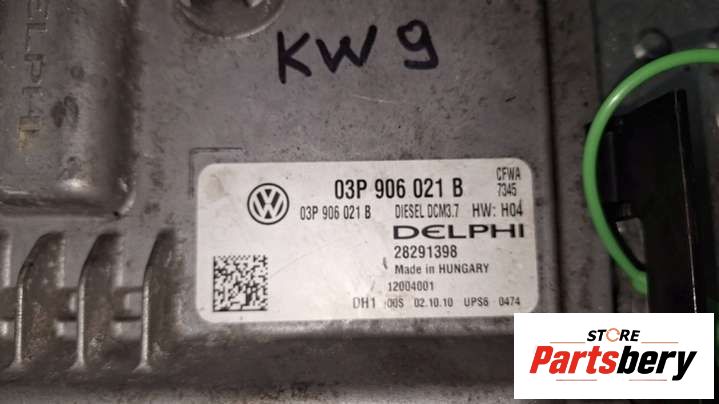 DELPHI
KW 9
03P 906 021 B
CFWA
7345
03P 906 021 B DIESEL DCM3.7 HW: H04
DELPHI
28291398
Made in HUNGARY
12004001
DH1 00S 02.10.10 UPS6 0474
STORE
Partsbery